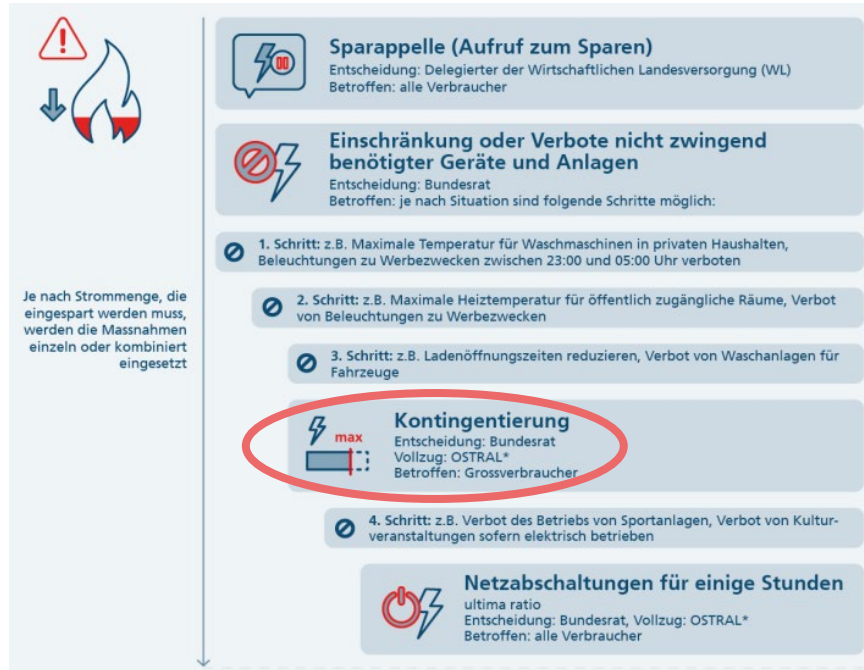 Sparappelle (Aufruf zum Sparen)
Entscheidung: Delegierter der Wirtschaftlichen Landesversorgung (WL)
Betroffen: alle Verbraucher
Einschränkung oder Verbote nicht zwingend
benötigter Geräte und Anlagen
Entscheidung: Bundesrat
Betroffen: je nach Situation sind folgende Schritte möglich:
1. Schritt: z.B. Maximale Temperatur für Waschmaschinen in privaten Haushalten,
Beleuchtungen zu Werbezwecken zwischen 23:00 und 05:00 Uhr verboten
Je nach Strommenge, die
eingespart werden muss,
werden die Massnahmen
einzeln oder kombiniert
eingesetzt
2. Schritt: z.B. Maximale Heiztemperatur für öffentlich zugängliche Räume, Verbot
von Beleuchtungen zu Werbezwecken
3. Schritt: z.B. Ladenöffnungszeiten reduzieren, Verbot von Waschanlagen für
Fahrzeuge
max
Kontingentierung
Entscheidung: Bundesrat
Vollzug: OSTRAL*
Betroffen: Grossverbraucher
4. Schritt: z.B. Verbot des Betriebs von Sportanlagen, Verbot von Kultur-
veranstaltungen sofern elektrisch betrieben
Netzabschaltungen für einige Stunden
ultima ratio
Entscheidung: Bundesrat, Vollzug: OSTRAL*
Betroffen: alle Verbraucher